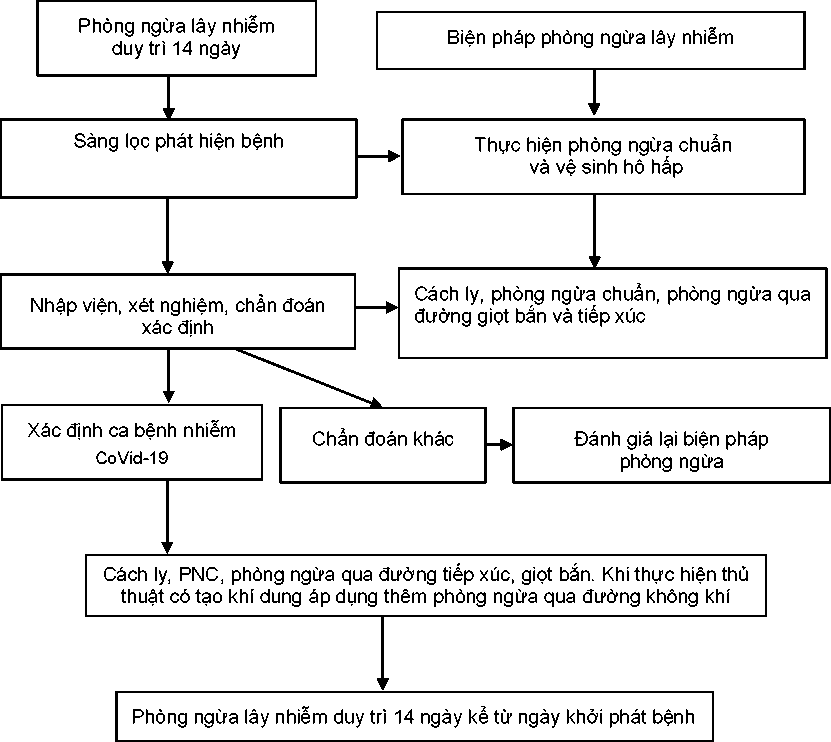 Phòng ngừa lây nhiễm
duy trì 14 ngày
Biện pháp phòng ngừa lây nhiễm
Sàng lọc phát hiện bệnh
Thực hiện phòng ngừa chuẩn
và vệ sinh hô hấp
Nhập viện, xét nghiệm, chẩn đoán
xác định
Cách ly, phòng ngừa chuẩn, phòng ngừa qua
đường giọt bắn và tiếp xúc
Xác định ca bệnh nhiễm
CoVid-19
Chẩn đoán khác
Đánh giá lại biện pháp
phòng ngừa
Cách ly, PNC, phòng ngừa qua đường tiếp xúc, giọt bắn. Khi thực hiện thủ
thuật có tạo khí dung áp dụng thêm phòng ngừa qua đường không khí
Phòng ngừa lây nhiễm duy trì 14 ngày kể từ ngày khởi phát bệnh